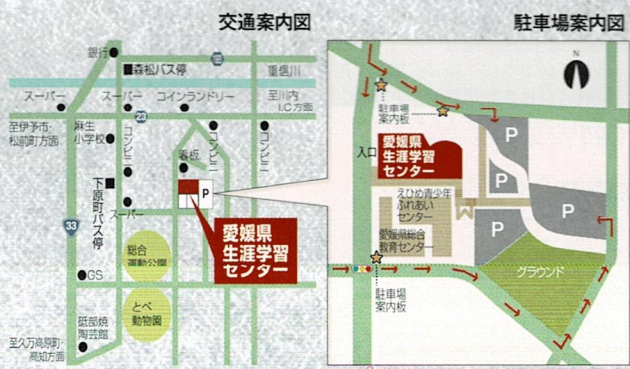 交通案内図
銀行
森松バス停
重信川
スーパー
スーパー
コインランドリー
至川内
I.C方面
23
至伊予市・
松前町方面
麻生
小学校
コンビニ
コンビニ
コンビニ
看板
下原町バス停
P
スーパー
33
愛媛県
生涯学習
センター
総合
運動公園
GS
とべ
動物園
砥部焼
陶芸館
至久万高原町・
高知方面
駐車場案内図
N
駐車場
案内板
入口
愛媛県
生涯学習
センター
P
P
P
P
えひめ青少年
ふれあい
センター
愛媛県総合
教育センター
グラウンド
駐車場
案内板